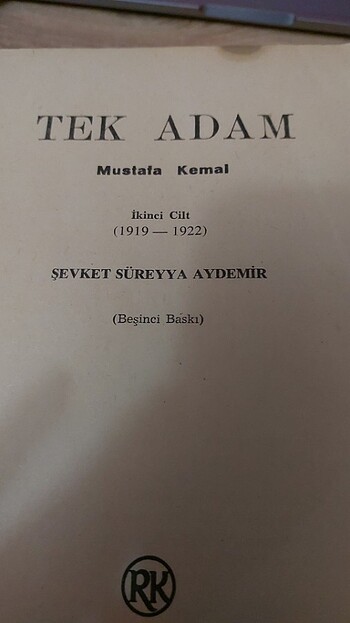 TEK ADAM
Mustafa Kemal
İkinci Cilt
(1919 — 1922)
ŞEVKET SÜREYYA AYDEMİR
(Beşinci Baskı)
RK